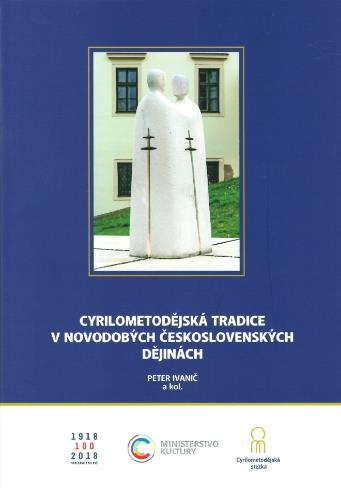 CYRILOMETODĚJSKÁ TRADICE
V NOVODOBÝCH ČESKOSLOVENSKÝCH
DĚJINÁCH
PETER IVANIČ
a kol.
1918
100
2018
MINISTERSTVO
KULTURY
Cyrilometodějská
stezka